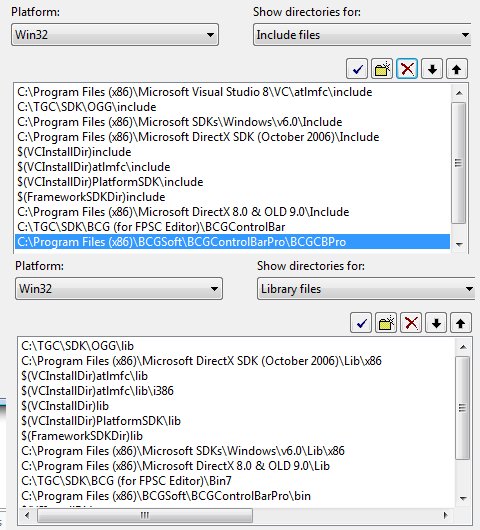 Platform: Show directories for:
Win32 Include files
C:\Program Files (x86)\Microsoft Visual Studio 8\VC\atlmfc\include
C:\TGC\SDK\OGG\include
C:\Program Files (x86)\Microsoft SDKs\Windows\v6.0\Include
C:\Program Files (x86)\Microsoft DirectX SDK (October 2006)\Include
$(VCInstallDir)include
$(VCInstallDir)atlmfc\include
$(VCInstallDir)PlatformSDK\include
$(FrameworkSDKDir)include
C:\Program Files (x86)\Microsoft DirectX 8.0 & OLD 9.0\Include
C:\TGC\SDK\BCG (for FPSC Editor)\BCGControlBar
C:\Program Files (x86)\BCGSoft\BCGControlBarPro\BCGCBPro
Platform: Show directories for:
Win32 Library files
C:\TGC\SDK\OGG\lib
C:\Program Files (x86)\Microsoft DirectX SDK (October 2006)\Lib\x86
$(VCInstallDir)atlmfc\lib
$(VCInstallDir)atlmfc\lib\i386
$(VCInstallDir)lib
$(VCInstallDir)PlatformSDK\lib
$(FrameworkSDKDir)lib
C:\Program Files (x86)\Microsoft SDKs\Windows\v6.0\Lib\x86
C:\Program Files (x86)\Microsoft DirectX 8.0 & OLD 9.0\Lib
C:\TGC\SDK\BCG (for FPSC Editor)\Bin7
C:\Program Files (x86)\BCGSoft\BCGControlBarPro\bin